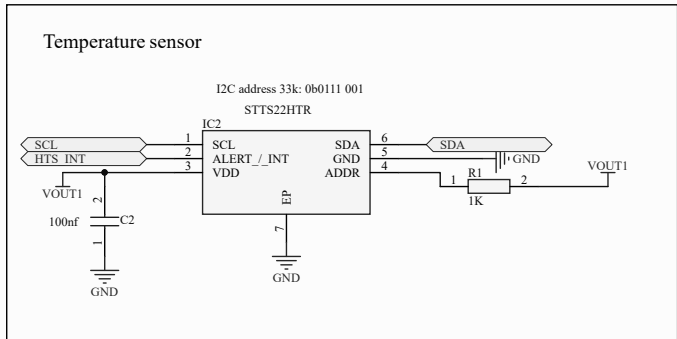 Temperature sensor
I2C address 33k: 0b0111 001
STTS22HTR
IC2
SCL 1 SCL SDA 6 SDA
HTS_INT 2 ALERT_/_INT GND 5 GND
3 VDD ADDR 4 1 R1 2 VOUT1
VOUT1 1K
EP
2
100nf C2
1
7
GND
GND